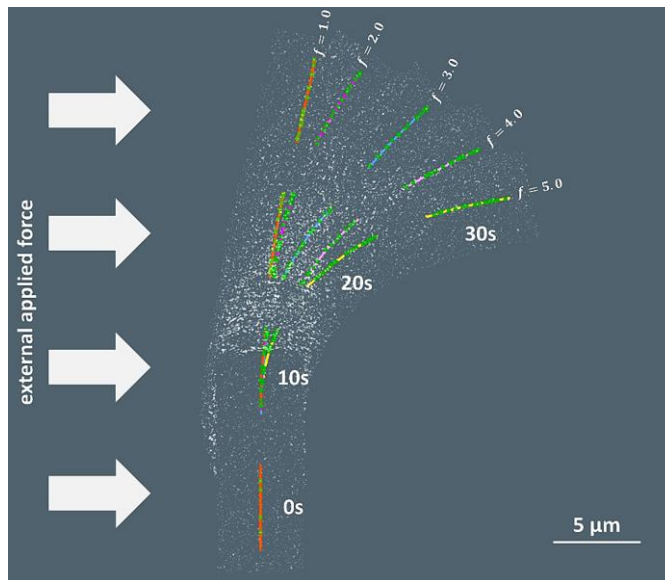 f = 1.0
f = 2.0
f = 3.0
f = 4.0
f = 5.0
30s
20s
10s
0s
external applied force
5 μm